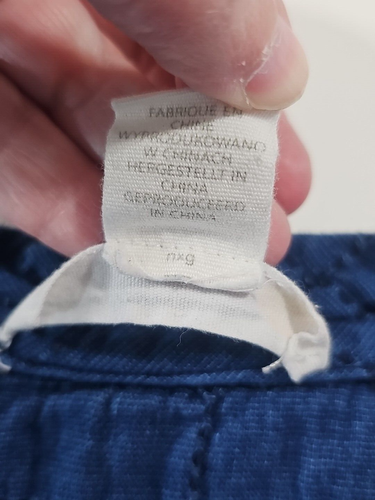 FABRIQUE EN
CHINE
WYPRODUKOWANO
W CHINACH
HERGESTELLT IN
CHINA
GEPRODUCEERD
IN CHINA
nxg